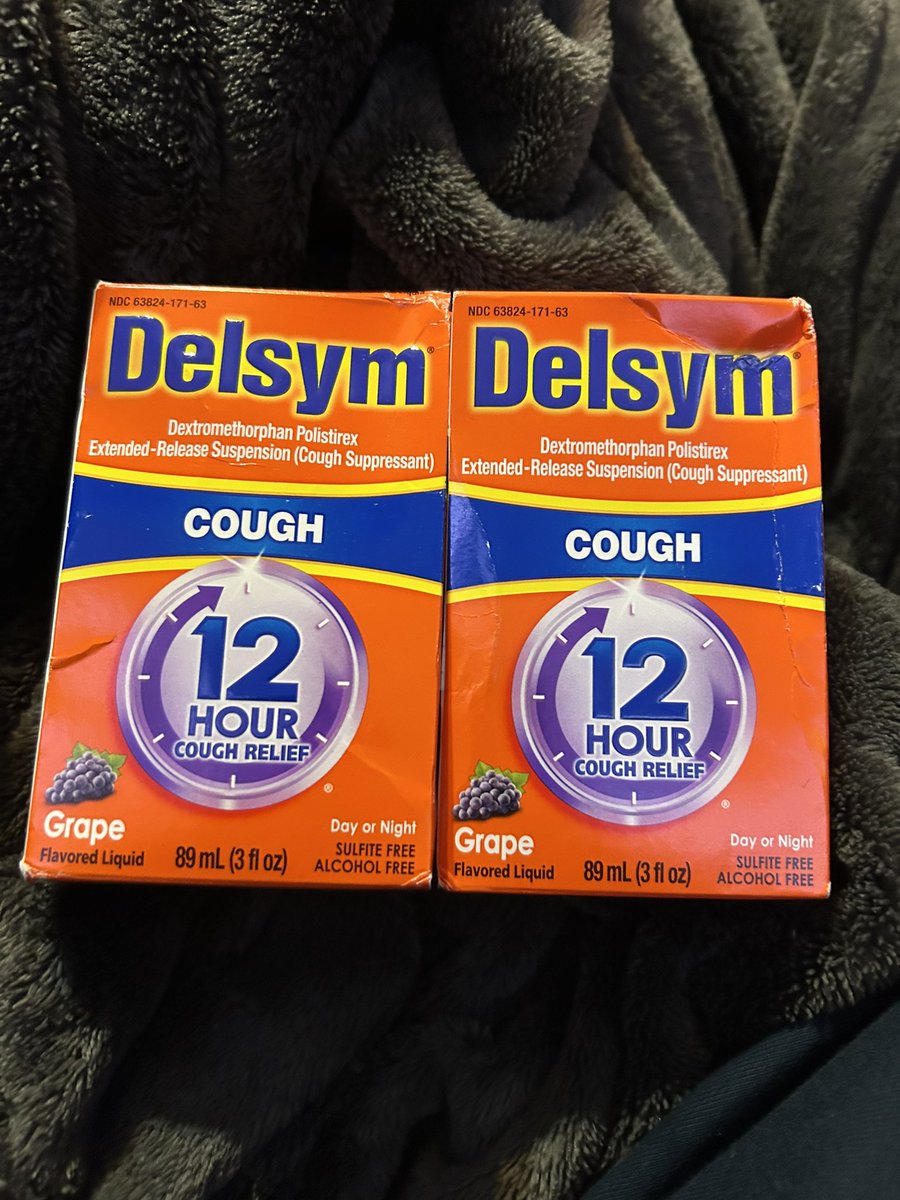 NDC 63824-171-63
Delsym®
Dextromethorphan Polistirex
Extended-Release Suspension (Cough Suppressant)
COUGH
12
HOUR
COUGH RELIEF
®
Grape
Flavored Liquid
89 mL (3 fl oz)
Day or Night
SULFITE FREE
ALCOHOL FREE
NDC 63824-171-63
Delsym®
Dextromethorphan Polistirex
Extended-Release Suspension (Cough Suppressant)
COUGH
12
HOUR
COUGH RELIEF
®
Grape
Flavored Liquid
89 mL (3 fl oz)
Day or Night
SULFITE FREE
ALCOHOL FREE